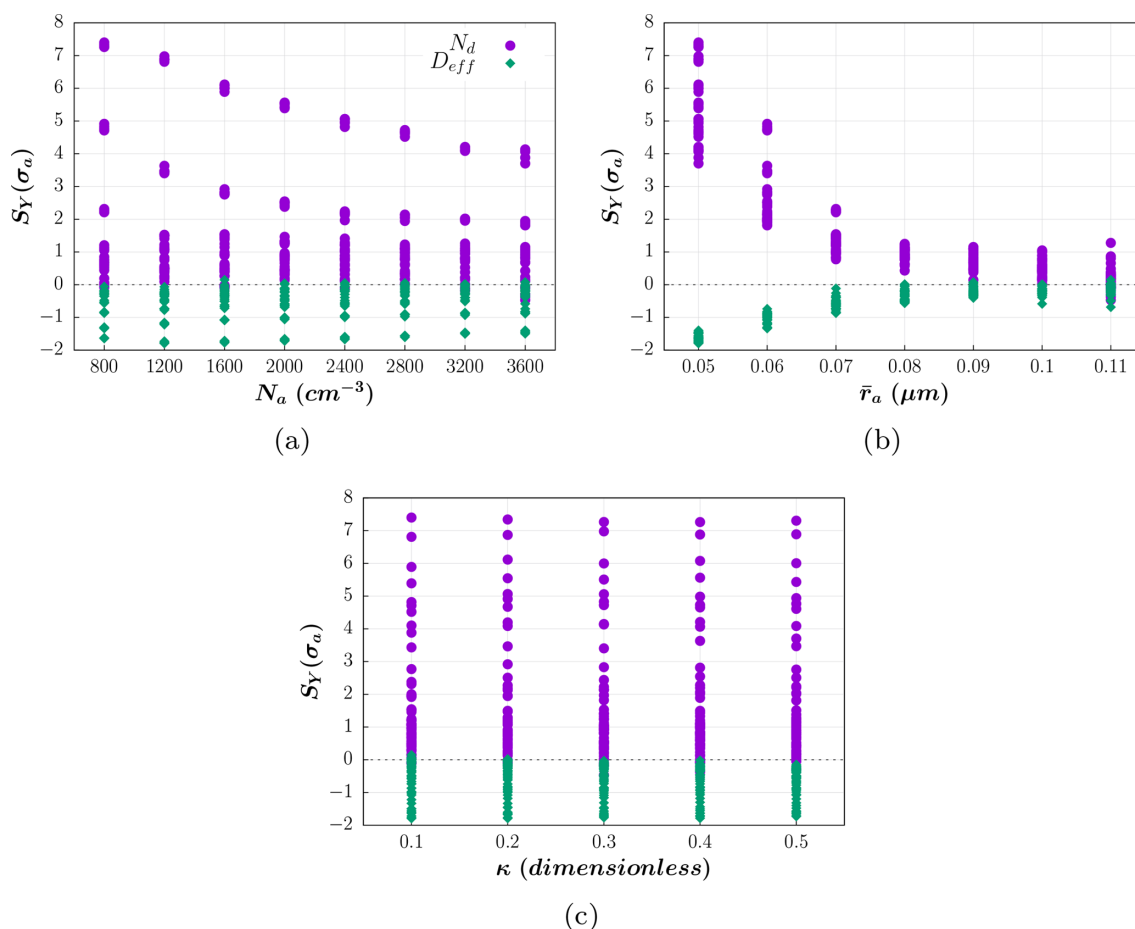 8
7
6
5
4
3
2
1
0
−1
−2
S_Y(σ_a)
N_d
D_{eff}
800 1200 1600 2000 2400 2800 3200 3600
N_a (cm^{−3})
(a)
8
7
6
5
4
3
2
1
0
−1
−2
S_Y(σ_a)
0.05 0.06 0.07 0.08 0.09 0.1 0.11
r̄_a (μm)
(b)
8
7
6
5
4
3
2
1
0
−1
−2
S_Y(σ_a)
0.1 0.2 0.3 0.4 0.5
κ (dimensionless)
(c)